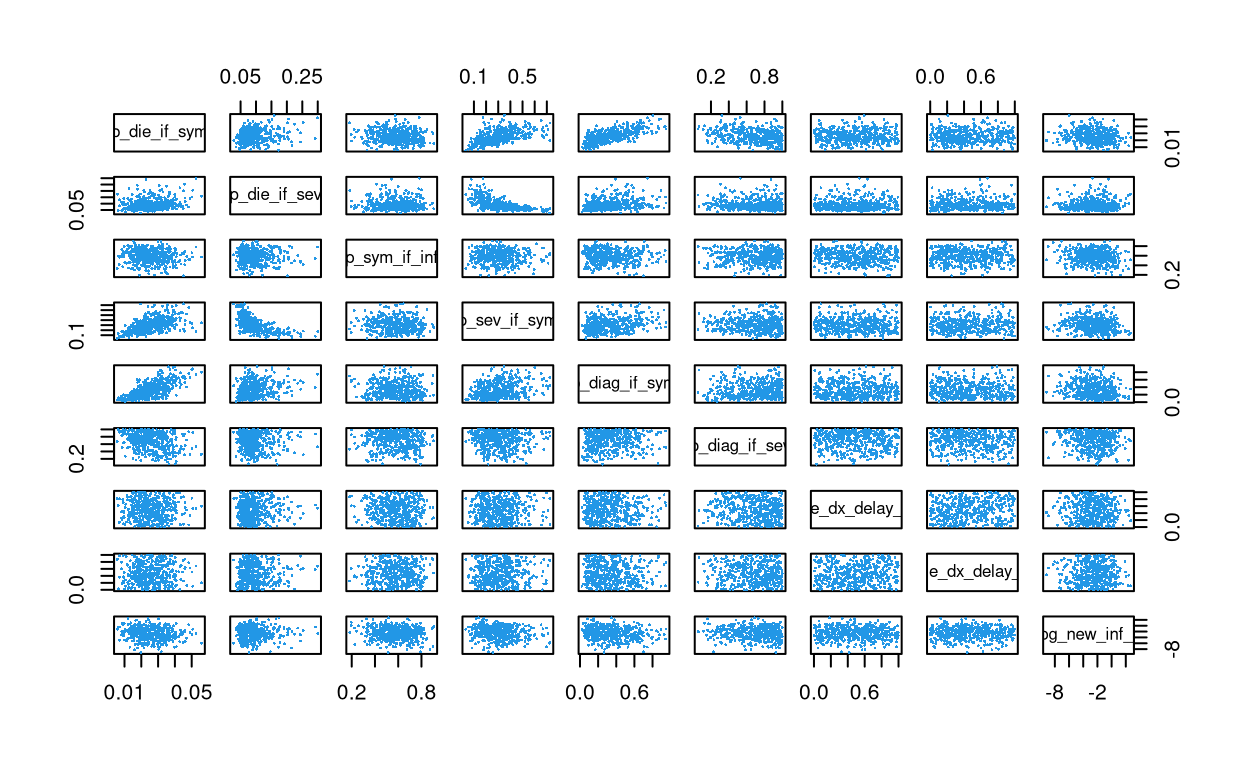 0.05 0.25 0.1 0.5 0.2 0.8 0.0 0.6
p_die_if_sym 0.01
0.05 p_die_if_sev
p_sym_if_inf 0.2
0.1 p_sev_if_sym
_diag_if_sym 0.0
0.2 p_diag_if_sev
e_dx_delay_ 0.0
0.0 e_dx_delay_
og_new_inf_ -8
0.01 0.05 0.2 0.8 0.0 0.6 0.0 0.6 -8 -2